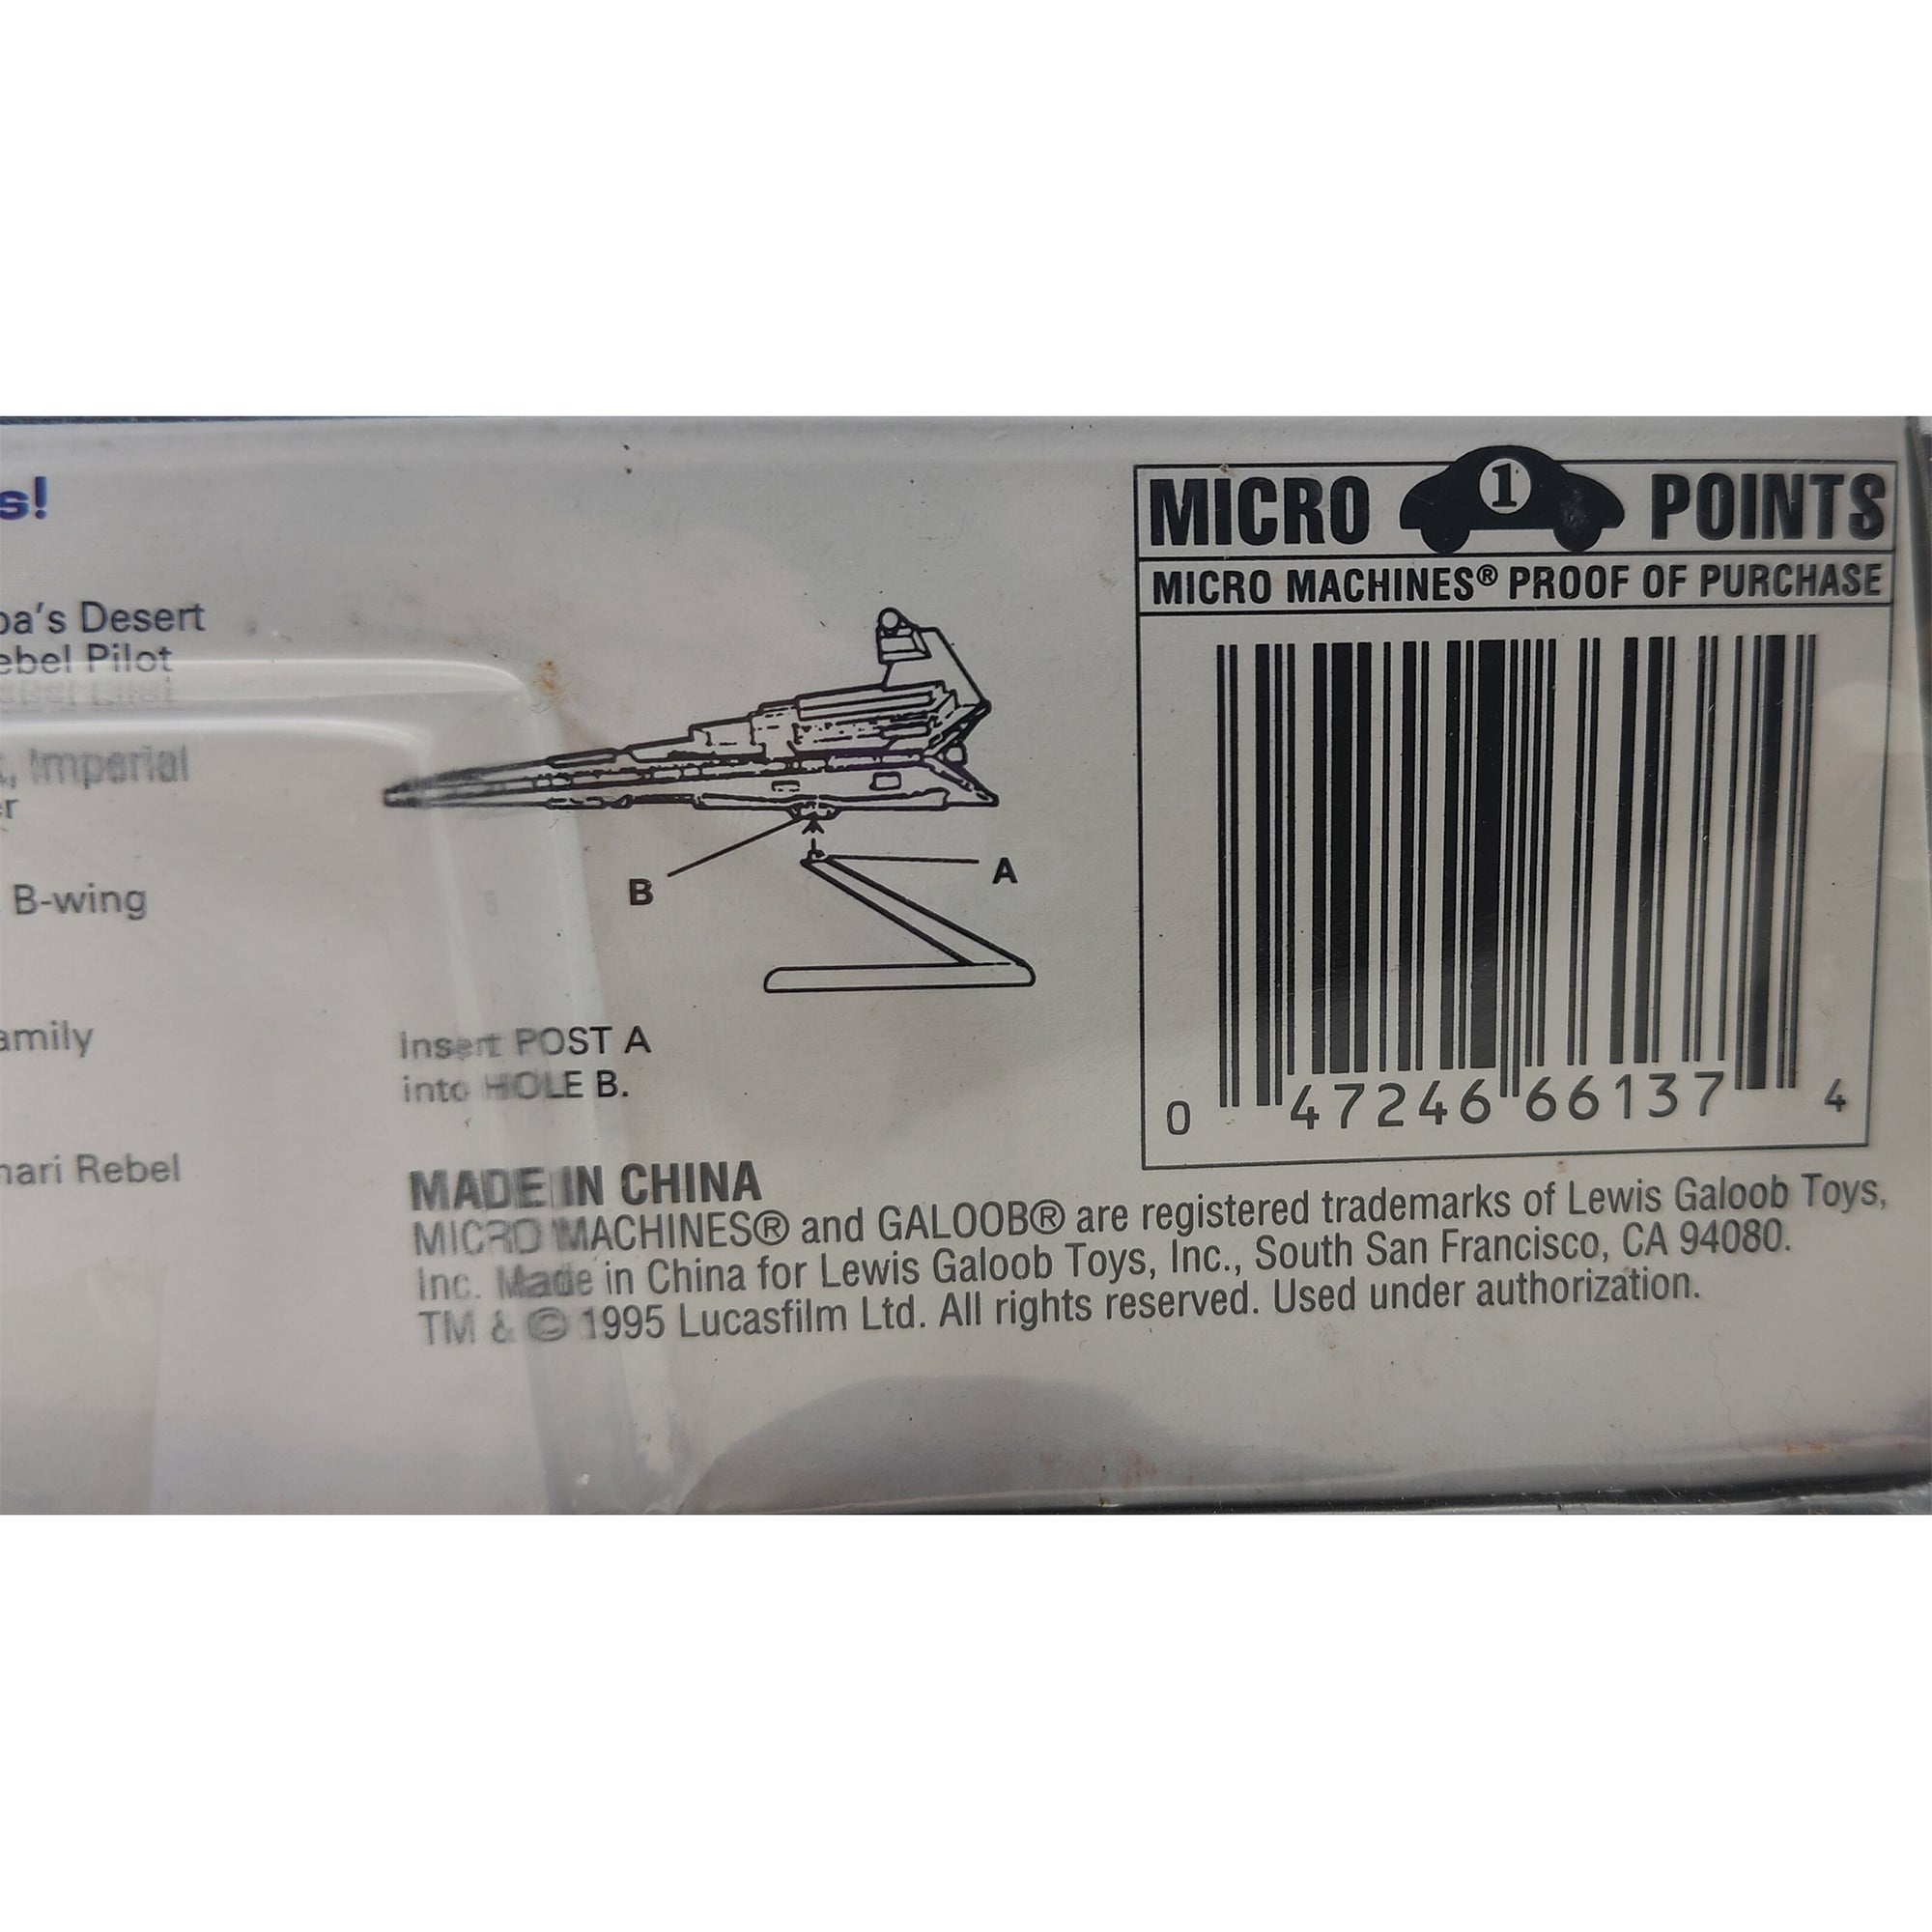 s!
a's Desert
ebel Pilot
, Imperial
r
B-wing
amily
ari Rebel
B
A
Insert POST A
into HOLE B.
MICRO 1 POINTS
MICRO MACHINES® PROOF OF PURCHASE
0 47246 66137 4
MADE IN CHINA
MICRO MACHINES® and GALOOB® are registered trademarks of Lewis Galoob Toys,
Inc. Made in China for Lewis Galoob Toys, Inc., South San Francisco, CA 94080.
TM & © 1995 Lucasfilm Ltd. All rights reserved. Used under authorization.